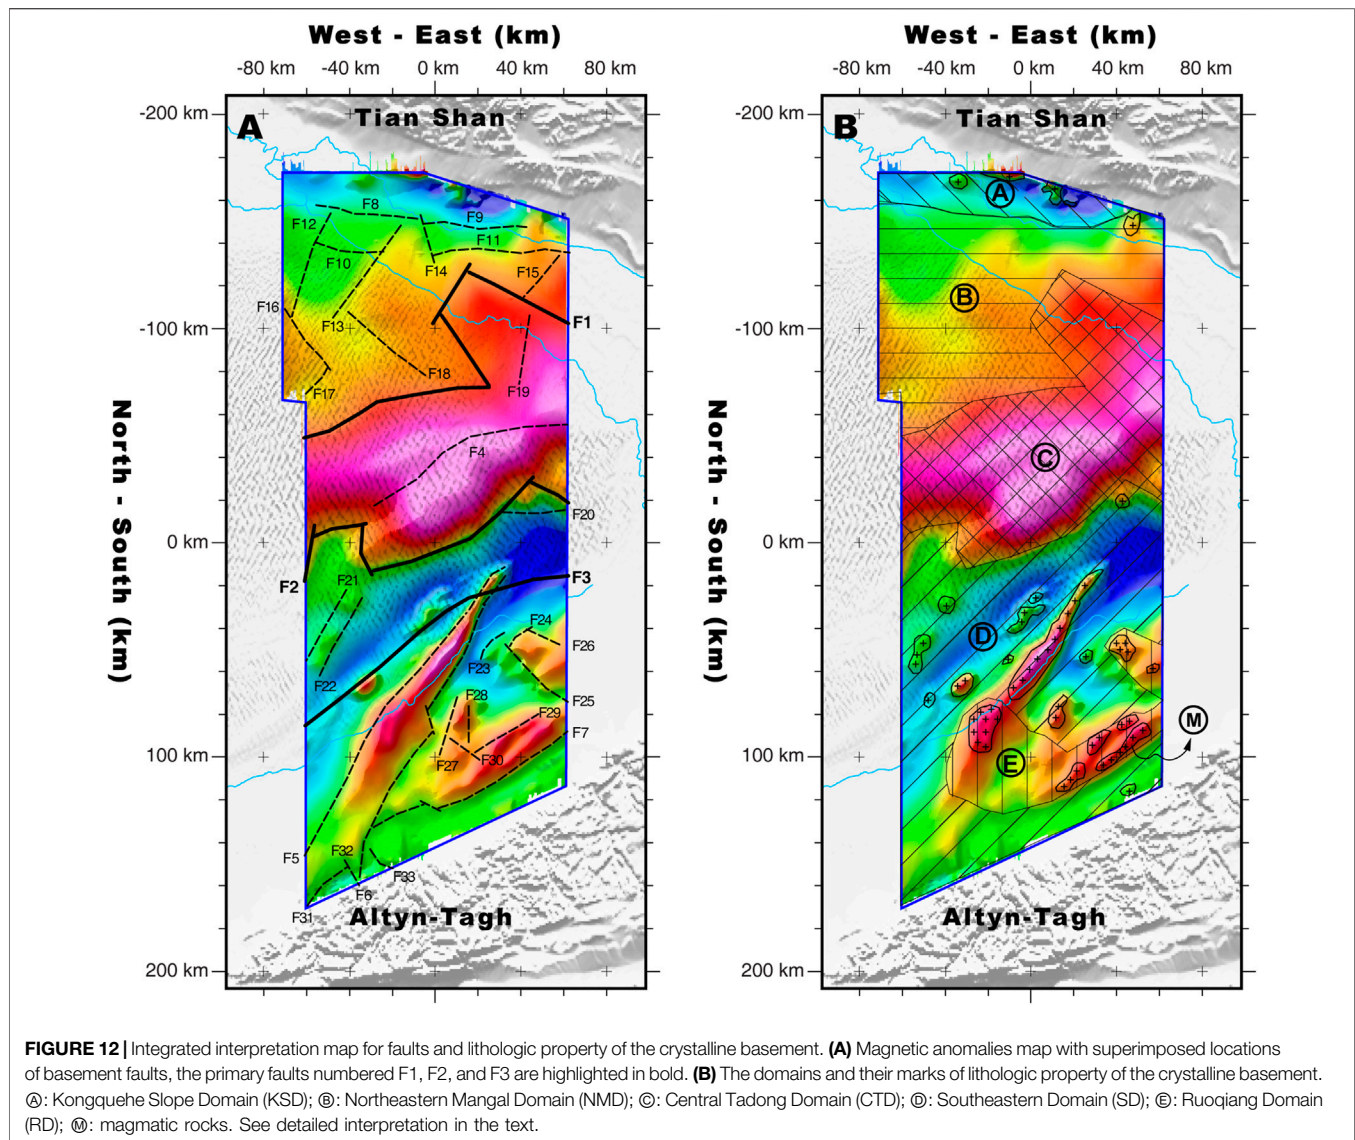 West - East (km)
-80 km -40 km 0 km 40 km 80 km
-200 km
-100 km
0 km
100 km
200 km
North - South (km)
A
Tian Shan
F8
F9
F12
F11
F10
F14
F15
F16
F13
F1
F18
F17
F19
F4
F20
F2
F21
F3
F24
F26
F23
F22
F28
F25
F29
F7
F27
F30
F5
F32
F33
F6
F31
Altyn-Tagh
West - East (km)
-80 km -40 km 0 km 40 km 80 km
-200 km
-100 km
0 km
100 km
200 km
North - South (km)
B
Tian Shan
A
B
C
D
M
E
Altyn-Tagh
FIGURE 12 | Integrated interpretation map for faults and lithologic property of the crystalline basement. (A) Magnetic anomalies map with superimposed locations
of basement faults, the primary faults numbered F1, F2, and F3 are highlighted in bold. (B) The domains and their marks of lithologic property of the crystalline basement.
Ⓐ: Kongquehe Slope Domain (KSD); Ⓑ: Northeastern Mangal Domain (NMD); Ⓒ: Central Tadong Domain (CTD); Ⓓ: Southeastern Domain (SD); Ⓔ: Ruoqiang Domain
(RD); Ⓜ: magmatic rocks. See detailed interpretation in the text.